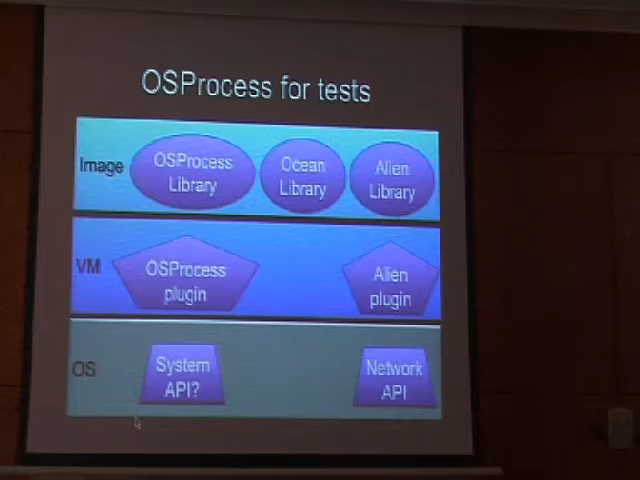 OSProcess for tests
Image
OSProcess
Library
Ocean
Library
Alien
Library
VM
OSProcess
plugin
Alien
plugin
OS
System
API?
Network
API